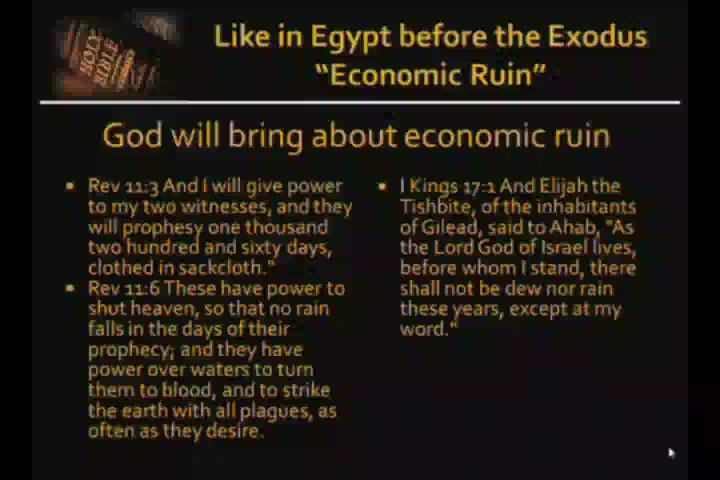 HOLY
BIBLE
Like in Egypt before the Exodus
“Economic Ruin”
God will bring about economic ruin
▪ Rev 11:3 And I will give power
to my two witnesses, and they
will prophesy one thousand
two hundred and sixty days,
clothed in sackcloth."
▪ Rev 11:6 These have power to
shut heaven, so that no rain
falls in the days of their
prophecy; and they have
power over waters to turn
them to blood, and to strike
the earth with all plagues, as
often as they desire.
▪ I Kings 17:1 And Elijah the
Tishbite, of the inhabitants
of Gilead, said to Ahab, "As
the Lord God of Israel lives,
before whom I stand, there
shall not be dew nor rain
these years, except at my
word."